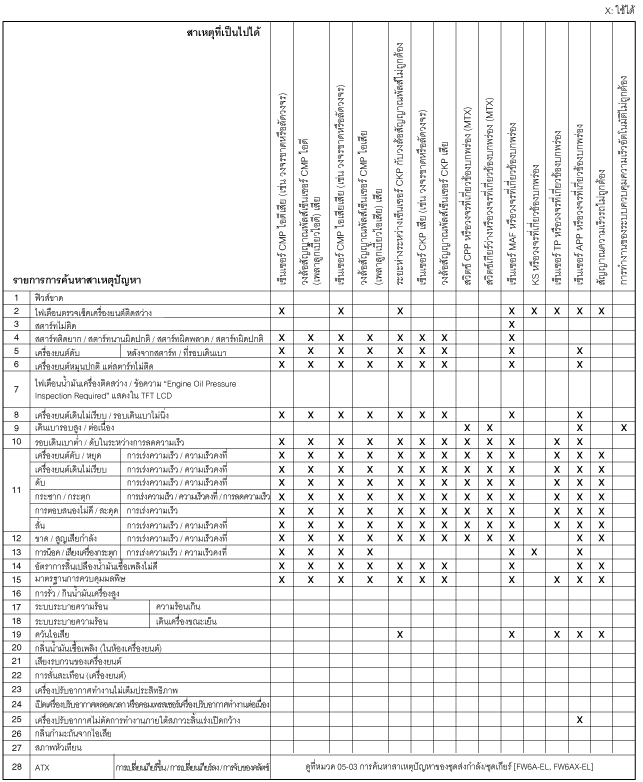 X: ใช้ได้
สาเหตุที่เป็นไปได้
เซ็นเซอร์ CMP ไอดีเสีย (เช่น วงจรขาดหรือลัดวงจร)
วงล้อสัญญาณพัลส์เซ็นเซอร์ CMP ไอดี
(เพลาลูกเบี้ยวไอดี) เสีย
เซ็นเซอร์ CMP ไอเสียเสีย (เช่น วงจรขาดหรือลัดวงจร)
วงล้อสัญญาณพัลส์เซ็นเซอร์ CMP ไอเสีย
(เพลาลูกเบี้ยวไอเสีย) เสีย
ระยะห่างระหว่างเซ็นเซอร์ CKP กับวงล้อสัญญาณพัลส์ไม่ถูกต้อง
เซ็นเซอร์ CKP เสีย (เช่น วงจรขาดหรือลัดวงจร)
วงล้อสัญญาณพัลส์เซ็นเซอร์ CKP เสีย
สวิตช์ CPP หรือวงจรที่เกี่ยวข้องบกพร่อง (MTX)
สวิตช์เกียร์ว่างหรือวงจรที่เกี่ยวข้องบกพร่อง (MTX)
เซ็นเซอร์ MAF หรือวงจรที่เกี่ยวข้องบกพร่อง
KS หรือวงจรที่เกี่ยวข้องบกพร่อง
เซ็นเซอร์ TP หรือวงจรที่เกี่ยวข้องบกพร่อง
เซ็นเซอร์ APP หรือวงจรที่เกี่ยวข้องบกพร่อง
สัญญาณความเร็วรถไม่ถูกต้อง
การทำงานของระบบควบคุมความเร็วอัตโนมัติไม่ถูกต้อง
รายการการค้นหาสาเหตุปัญหา
1 ฟิวส์ขาด
2 ไฟเตือนตรวจเช็คเครื่องยนต์ติดสว่าง X X X X X X X X
3 สตาร์ทไม่ติด X
4 สตาร์ทติดยาก / สตาร์ทนานผิดปกติ / สตาร์ทผิดพลาด / สตาร์ทผิดปกติ X X X X X X X X
5 เครื่องยนต์ดับ หลังจากสตาร์ท / ที่รอบเดินเบา X X X X X X X X X
6 เครื่องยนต์หมุนปกติ แต่สตาร์ทไม่ติด X X X X X X X X X
7 ไฟเตือนน้ำมันเครื่องติดสว่าง / ข้อความ "Engine Oil Pressure
Inspection Required" แสดงใน TFT LCD
8 เครื่องยนต์เดินไม่เรียบ / รอบเดินเบาไม่นิ่ง X X X X X X X X X
9 เดินเบารอบสูง / ต่อเนื่อง X X X X
10 รอบเดินเบาต่ำ / ดับในระหว่างการลดความเร็ว X X X X X X X X X X X X
11 เครื่องยนต์ดับ / หยุด การเร่งความเร็ว / ความเร็วคงที่ X X X X X X X X X X X X X
เครื่องยนต์เดินไม่เรียบ การเร่งความเร็ว / ความเร็วคงที่ X X X X X X X X X X X X X
ดับ การเร่งความเร็ว / ความเร็วคงที่ X X X X X X X X X X X X X
กระชาก / กระตุก การเร่งความเร็ว / ความเร็วคงที่ / การลดความเร็ว X X X X X X X X X X X X X
การตอบสนองไม่ดี / สะดุด การเร่งความเร็ว X X X X X X X X X X X X X
สั่น การเร่งความเร็ว / ความเร็วคงที่ X X X X X X X X X X X X X
12 ขาด / สูญเสียกำลัง การเร่งความเร็ว / ความเร็วคงที่ X X X X X X X X X X X X
13 การน็อค / เสียงเครื่องกระตุก การเร่งความเร็ว / ความเร็วคงที่ X X X X X X X X
14 อัตราการสิ้นเปลืองน้ำมันเชื้อเพลิงไม่ดี X X X X X X X X X X
15 มาตรฐานการควบคุมมลพิษ X X X X X X X X X X X
16 การรั่ว / กินน้ำมันเครื่องสูง
17 ระบบระบายความร้อน ความร้อนเกิน
18 ระบบระบายความร้อน เดินเครื่องขณะเย็น
19 ควันไอเสีย X X X X X
20 กลิ่นน้ำมันเชื้อเพลิง (ในห้องเครื่องยนต์)
21 เสียงรบกวนของเครื่องยนต์
22 การสั่นสะเทือน (เครื่องยนต์)
23 เครื่องปรับอากาศทำงานไม่เต็มประสิทธิภาพ
24 เปิดเครื่องปรับอากาศตลอดเวลา หรือคอมเพรสเซอร์เครื่องปรับอากาศทำงานต่อเนื่อง
25 เครื่องปรับอากาศไม่ตัดการทำงานภายใต้สภาวะลิ้นเร่งเปิดกว้าง X
26 กลิ่นกำมะถันจากไอเสีย
27 สภาพหัวเทียน
28 ATX การเปลี่ยนเกียร์ขึ้น / การเปลี่ยนเกียร์ลง / การจับของคลัตช์ ดูที่หมวด 05-03 การค้นหาสาเหตุปัญหาของชุดส่งกำลัง/ชุดเกียร์ [FW6A-EL, FW6AX-EL]